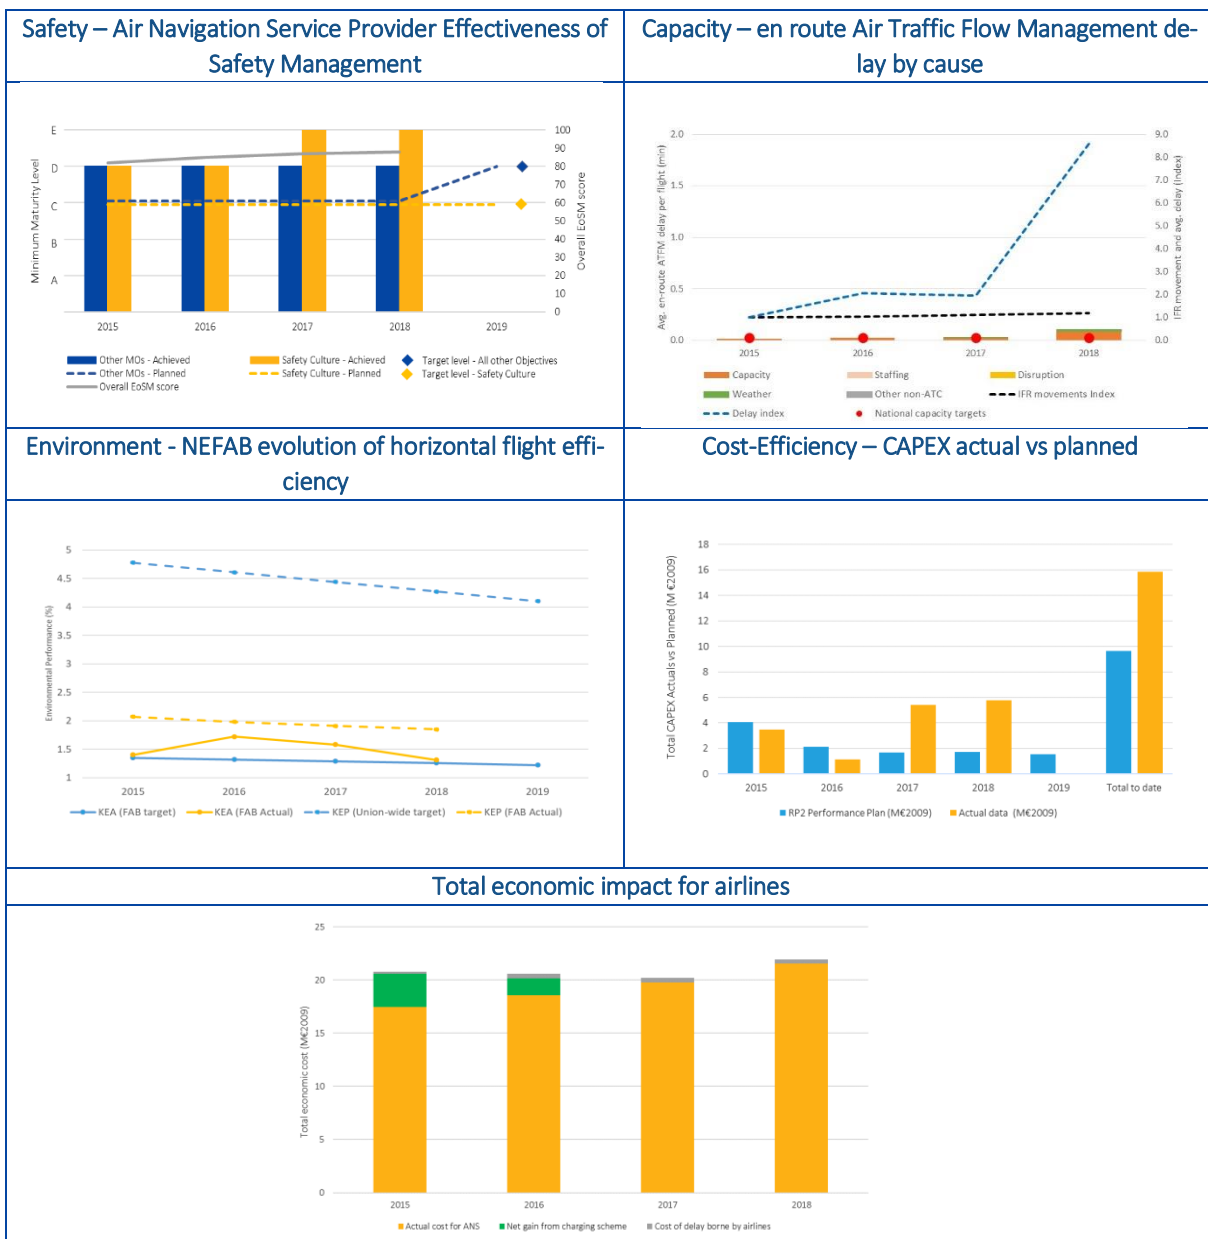 Safety – Air Navigation Service Provider Effectiveness of
Safety Management
Capacity – en route Air Traffic Flow Management de-
lay by cause
Minimum Maturity Level
E
D
C
B
A
100
90
80
70
60
50
40
30
20
10
0
Overall EoSM score
2015
2016
2017
2018
2019
Other MOs - Achieved
Safety Culture - Achieved
Target level - All other Objectives
Other MOs - Planned
Safety Culture - Planned
Target level - Safety Culture
Overall EoSM score
Avg. en-route ATFM delay per flight (min)
2.0
1.5
1.0
0.5
0.0
9.0
8.0
7.0
6.0
5.0
4.0
3.0
2.0
1.0
0.0
IFR movement and avg. delay (Index)
2015
2016
2017
2018
Capacity
Staffing
Disruption
Weather
Other non-ATC
IFR movements Index
Delay index
National capacity targets
Environment - NEFAB evolution of horizontal flight effi-
ciency
Cost-Efficiency – CAPEX actual vs planned
Environmental Performance (%)
5
4.5
4
3.5
3
2.5
2
1.5
1
2015
2016
2017
2018
2019
KEA (FAB target)
KEA (FAB Actual)
KEP (Union-wide target)
KEP (FAB Actual)
Total CAPEX Actuals vs Planned (M €2009)
18
16
14
12
10
8
6
4
2
0
2015
2016
2017
2018
2019
Total to date
RP2 Performance Plan (M€2009)
Actual data (M€2009)
Total economic impact for airlines
Total economic cost (M€2009)
25
20
15
10
5
0
2015
2016
2017
2018
Actual cost for ANS
Net gain from charging scheme
Cost of delay borne by airlines